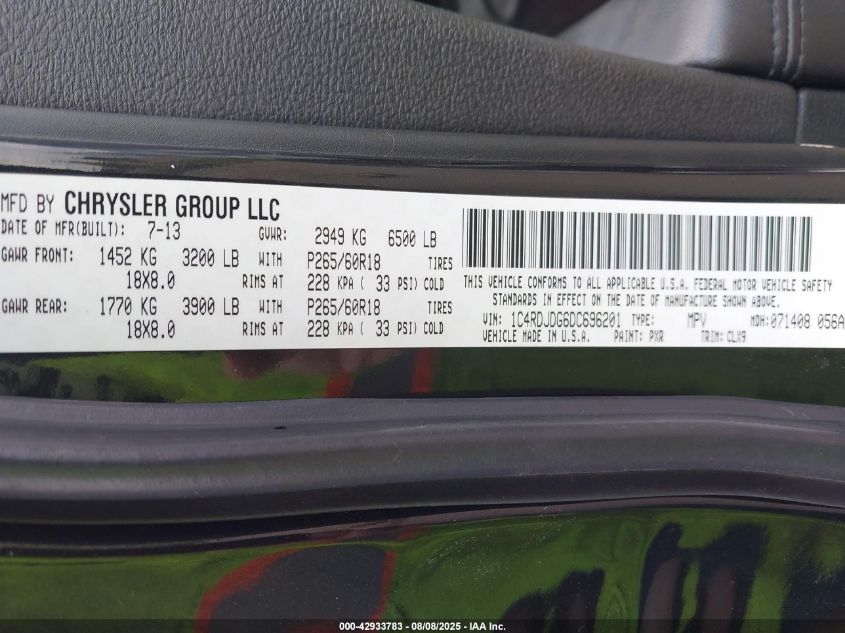 MFD BY CHRYSLER GROUP LLC
DATE OF MFR(BUILT): 7-13 GVWR: 2949 KG 6500 LB
GAWR FRONT: 1452 KG 3200 LB WITH P265/60R18 TIRES
18X8.0 RIMS AT 228 KPA ( 33 PSI) COLD
GAWR REAR: 1770 KG 3900 LB WITH P265/60R18 TIRES
18X8.0 RIMS AT 228 KPA ( 33 PSI) COLD
THIS VEHICLE CONFORMS TO ALL APPLICABLE U.S.A. FEDERAL MOTOR VEHICLE SAFETY
STANDARDS IN EFFECT ON THE DATE OF MANUFACTURE SHOWN ABOVE.
VIN: 1C4RDJDG6DC696201 TYPE: MPV MDH: 071408 056A
VEHICLE MADE IN U.S.A. PAINT: PXR TRIM: CLX9
000-42933783 - 08/08/2025 - IAA Inc.